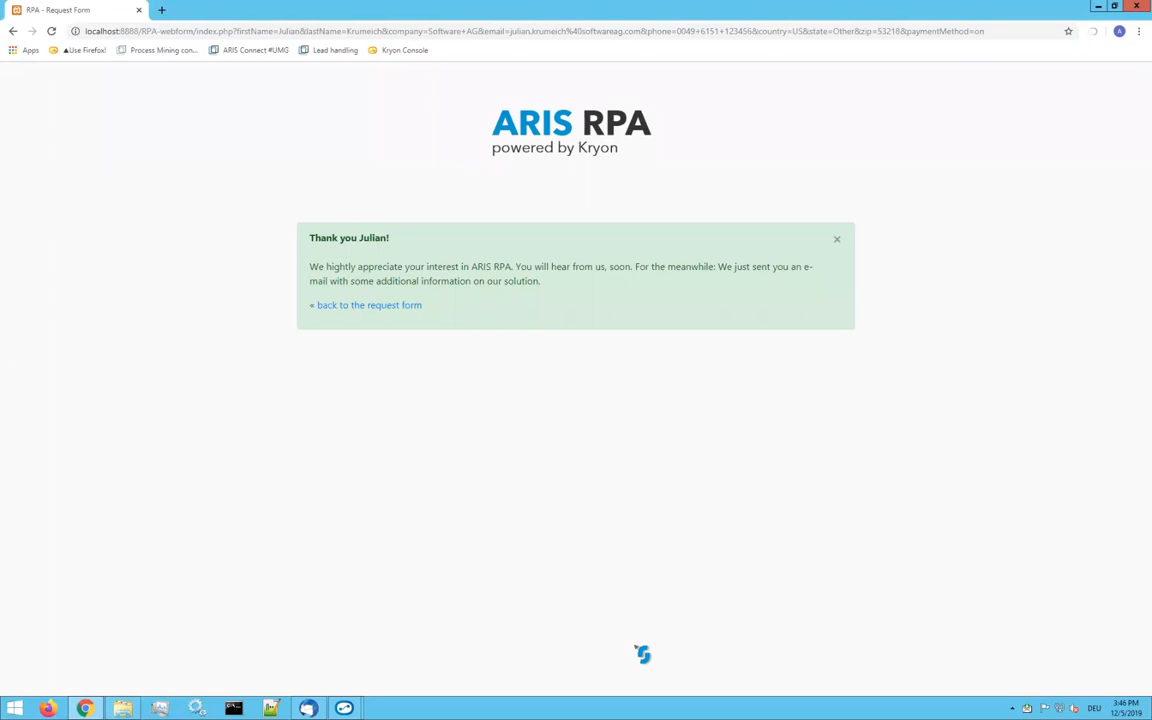 RPA - Request Form
localhost:8888/RPA-webform/index.php?firstName=Julian&lastName=Krumeich&company=Software+AG&email=julian.krumeich%40softwareag.com&phone=0049+6151+123456&country=US&state=Other&zip=53218&paymentMethod=on
A
Apps
▲Use Firefox!
Process Mining con...
ARIS Connect #UMG
Lead handling
Kryon Console
ARIS RPA
powered by Kryon
Thank you Julian!
×
We hightly appreciate your interest in ARIS RPA. You will hear from us, soon. For the meanwhile: We just sent you an e-
mail with some additional information on our solution.
« back to the request form
DEU
3:46 PM
12/5/2019